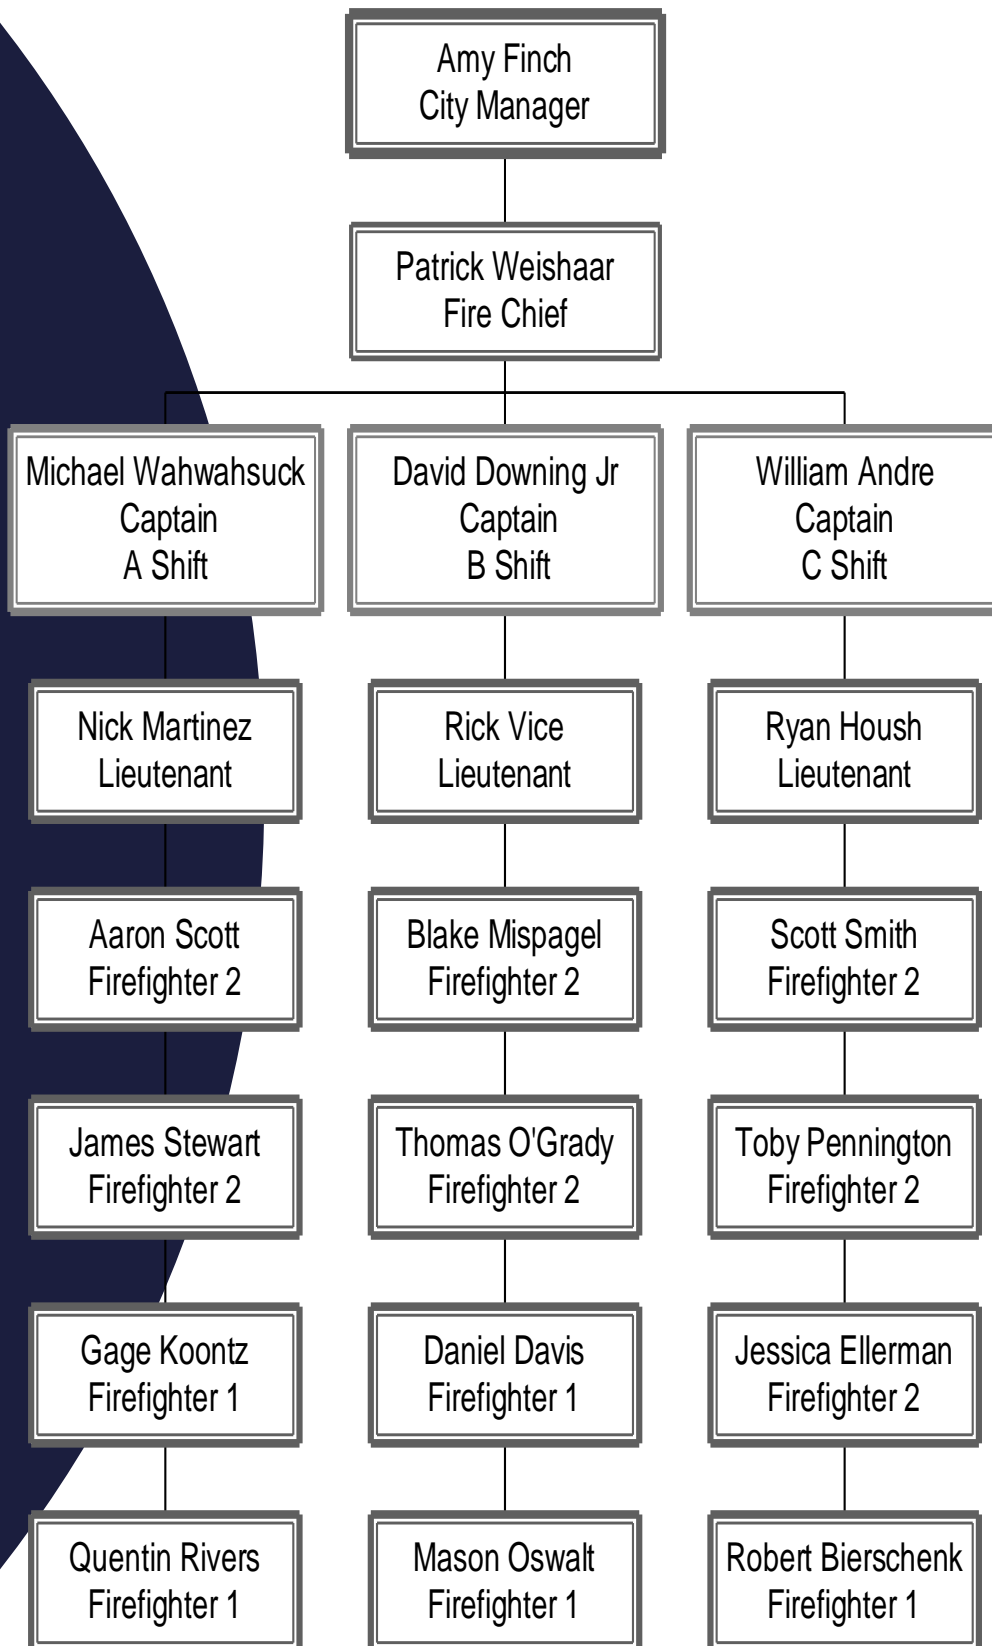 Amy Finch
City Manager
Patrick Weishaar
Fire Chief
Michael Wahwahsuck
Captain
A Shift
David Downing Jr
Captain
B Shift
William Andre
Captain
C Shift
Nick Martinez
Lieutenant
Rick Vice
Lieutenant
Ryan Housh
Lieutenant
Aaron Scott
Firefighter 2
Blake Mispagel
Firefighter 2
Scott Smith
Firefighter 2
James Stewart
Firefighter 2
Thomas O'Grady
Firefighter 2
Toby Pennington
Firefighter 2
Gage Koontz
Firefighter 1
Daniel Davis
Firefighter 1
Jessica Ellerman
Firefighter 2
Quentin Rivers
Firefighter 1
Mason Oswalt
Firefighter 1
Robert Bierschenk
Firefighter 1